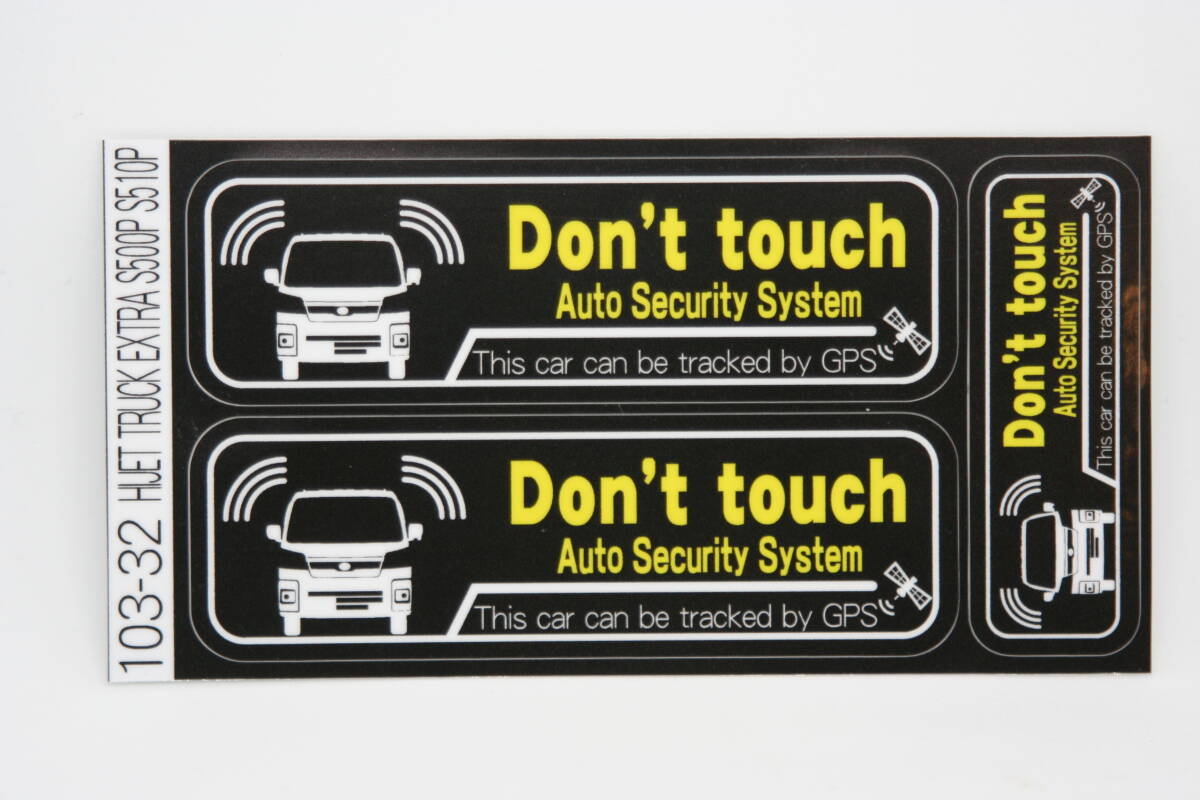 103-32 HIJET TRUCK EXTRA S500P S510P
Don't touch
Auto Security System
This car can be tracked by GPS
Don't touch
Auto Security System
This car can be tracked by GPS
Don't touch
Auto Security System
This car can be tracked by GPS